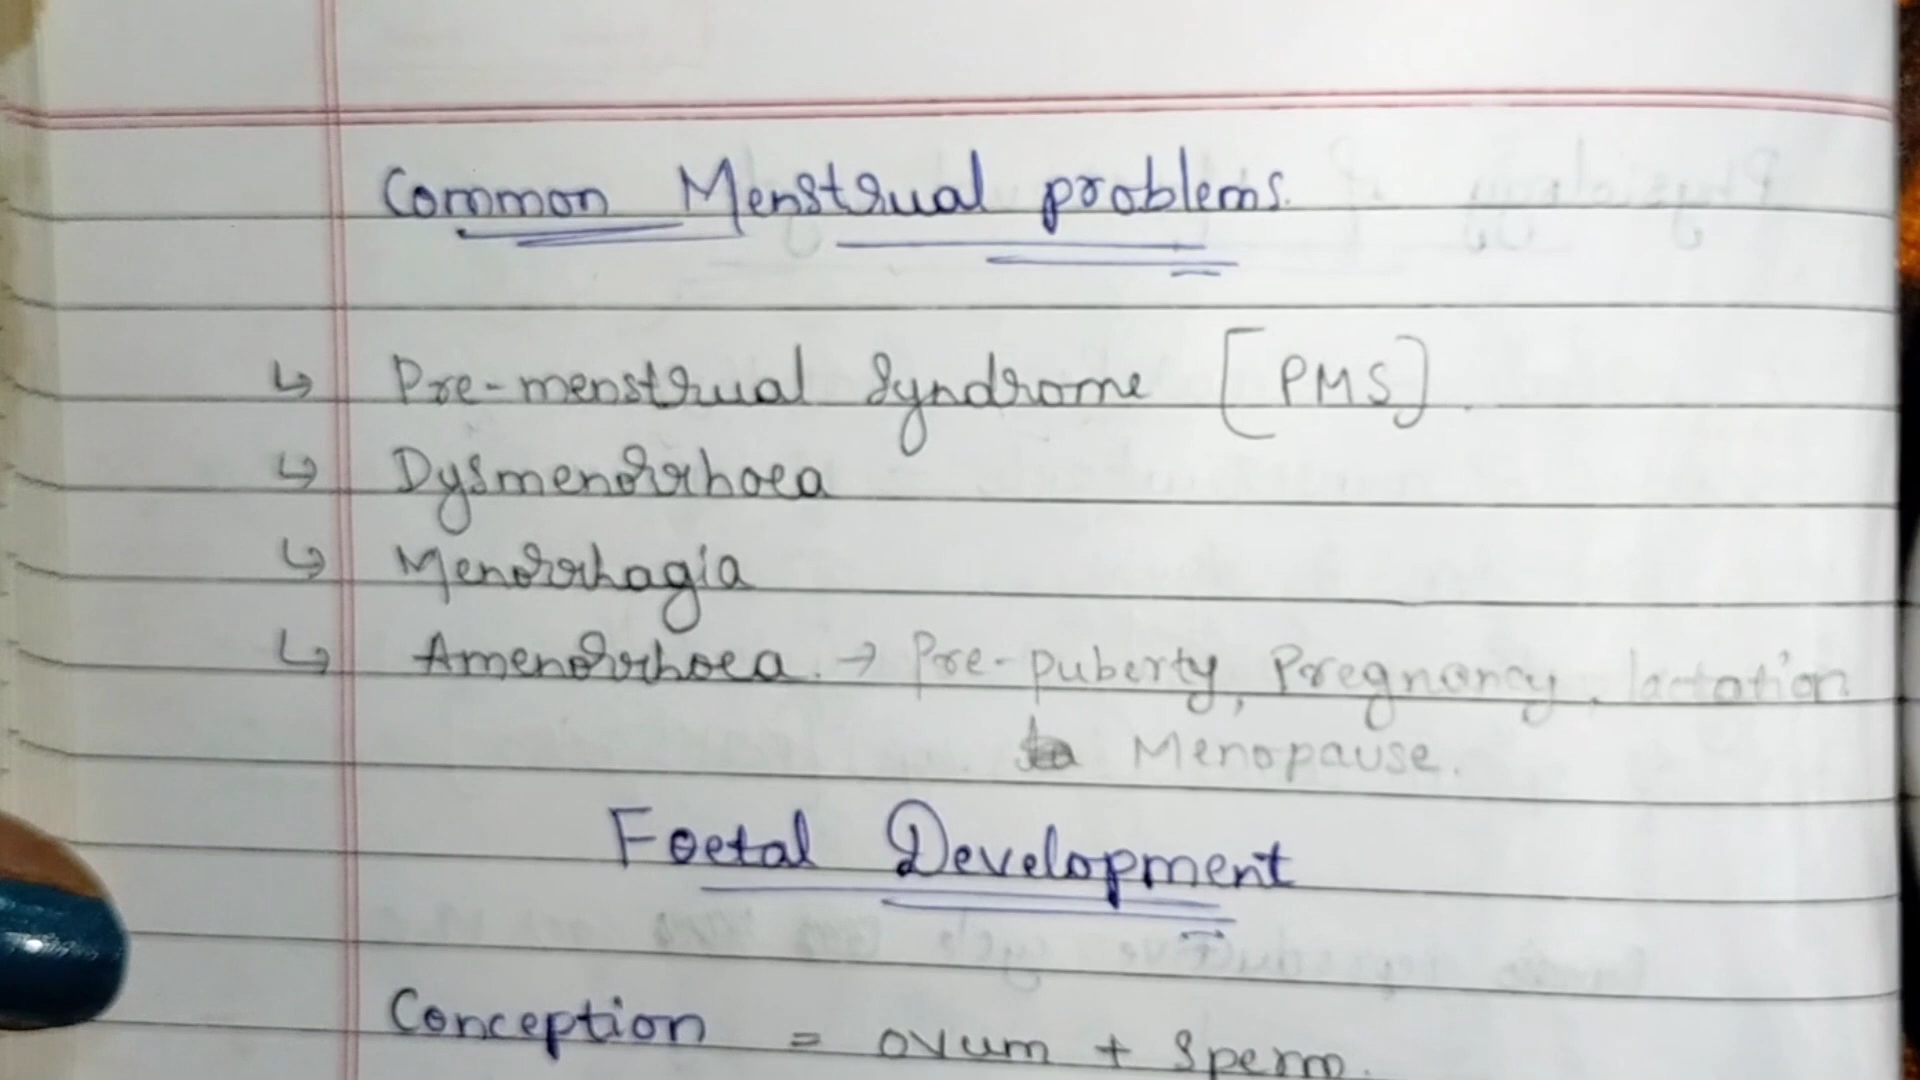 Common Menstrual problems.
↳ Pre-menstrual Syndrome [PMS]
↳ Dysmenorrhoea
↳ Menorrhagia
↳ Amenorrhoea. → Pre-puberty, Pregnancy, lactation
Menopause.
Foetal Development
Conception = ovum + sperm.